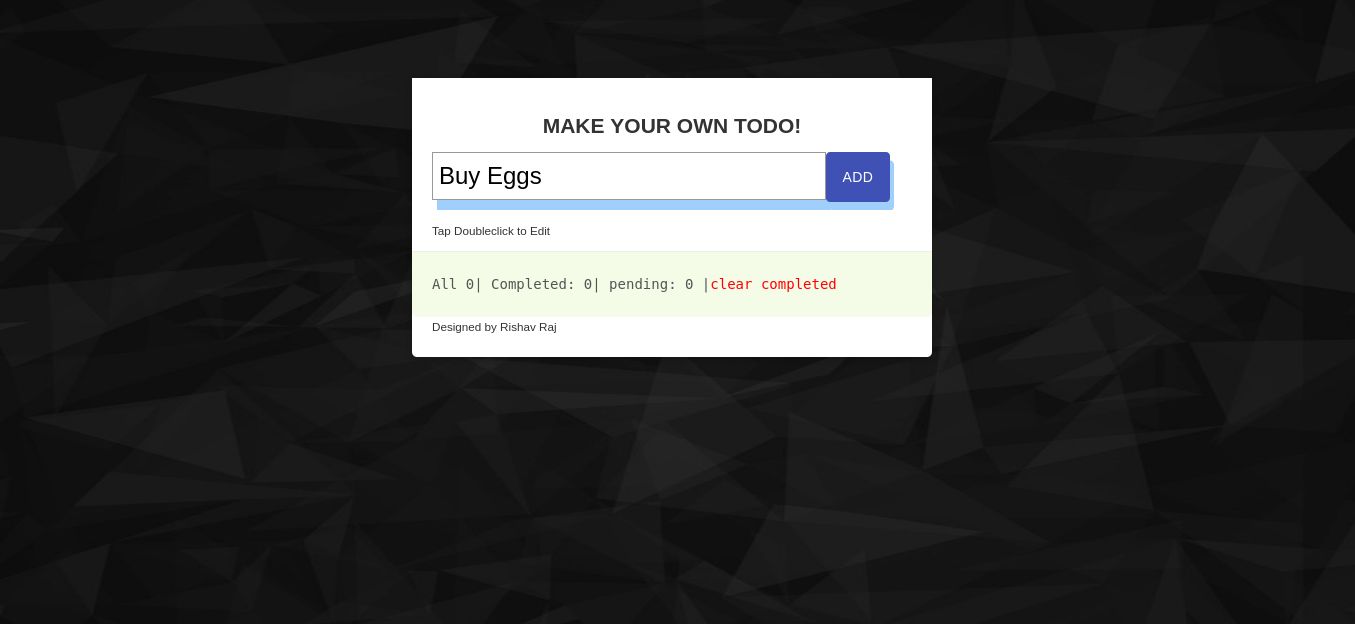 MAKE YOUR OWN TODO!
Buy Eggs ADD
Tap Doubleclick to Edit
All 0| Completed: 0| pending: 0 |clear completed
Designed by Rishav Raj